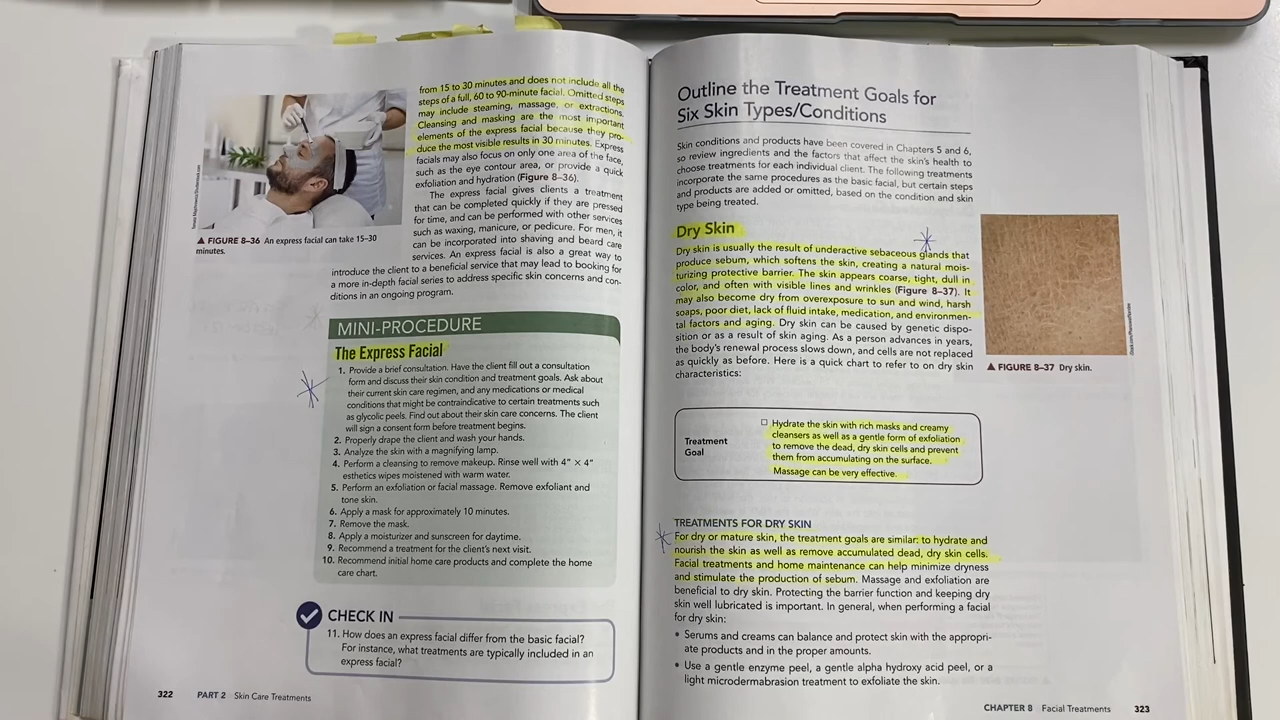 from 15 to 30 minutes and does not include all the
steps of a full, 60 to 90-minute facial. Omitted steps
may include steaming, massage, or extractions.
Cleansing and masking are the most important
elements of the express facial because they pro-
duce the most visible results in 30 minutes. Express
facials may also focus on only one area of the face,
such as the eye contour area, or provide a quick
exfoliation and hydration (Figure 8–36).
The express facial gives clients a treatment
that can be completed quickly if they are pressed
for time, and can be performed with other services
such as waxing, manicure, or pedicure. For men, it
can be incorporated into shaving and beard care
services. An express facial is also a great way to
introduce the client to a beneficial service that may lead to booking for
a more in-depth facial series to address specific skin concerns and con-
ditions in an ongoing program.
▲ FIGURE 8–36 An express facial can take 15–30
minutes.
MINI-PROCEDURE
The Express Facial
1. Provide a brief consultation. Have the client fill out a consultation
form and discuss their skin condition and treatment goals. Ask about
their current skin care regimen, and any medications or medical
conditions that might be contraindicative to certain treatments such
as glycolic peels. Find out about their skin care concerns. The client
will sign a consent form before treatment begins.
2. Properly drape the client and wash your hands.
3. Analyze the skin with a magnifying lamp.
4. Perform a cleansing to remove makeup. Rinse well with 4” × 4”
esthetics wipes moistened with warm water.
5. Perform an exfoliation or facial massage. Remove exfoliant and
tone skin.
6. Apply a mask for approximately 10 minutes.
7. Remove the mask.
8. Apply a moisturizer and sunscreen for daytime.
9. Recommend a treatment for the client’s next visit.
10. Recommend initial home care products and complete the home
care chart.
CHECK IN
11. How does an express facial differ from the basic facial?
For instance, what treatments are typically included in an
express facial?
322 PART 2 Skin Care Treatments
Outline the Treatment Goals for
Six Skin Types/Conditions
Skin conditions and products have been covered in Chapters 5 and 6,
so review ingredients and the factors that affect the skin’s health to
choose treatments for each individual client. The following treatments
incorporate the same procedures as the basic facial, but certain steps
and products are added or omitted, based on the condition and skin
type being treated.
Dry Skin
Dry skin is usually the result of underactive sebaceous glands that
produce sebum, which softens the skin, creating a natural mois-
turizing protective barrier. The skin appears coarse, tight, dull in
color, and often with visible lines and wrinkles (Figure 8–37). It
may also become dry from overexposure to sun and wind, harsh
soaps, poor diet, lack of fluid intake, medication, and environmen-
tal factors and aging. Dry skin can be caused by genetic dispo-
sition or as a result of skin aging. As a person advances in years,
the body’s renewal process slows down, and cells are not replaced
as quickly as before. Here is a quick chart to refer to on dry skin
characteristics:
▲ FIGURE 8–37 Dry skin.
Treatment
Goal
□ Hydrate the skin with rich masks and creamy
cleansers as well as a gentle form of exfoliation
to remove the dead, dry skin cells and prevent
them from accumulating on the surface.
Massage can be very effective.
TREATMENTS FOR DRY SKIN
For dry or mature skin, the treatment goals are similar: to hydrate and
nourish the skin as well as remove accumulated dead, dry skin cells.
Facial treatments and home maintenance can help minimize dryness
and stimulate the production of sebum. Massage and exfoliation are
beneficial to dry skin. Protecting the barrier function and keeping dry
skin well lubricated is important. In general, when performing a facial
for dry skin:
• Serums and creams can balance and protect skin with the appropri-
ate products and in the proper amounts.
• Use a gentle enzyme peel, a gentle alpha hydroxy acid peel, or a
light microdermabrasion treatment to exfoliate the skin.
CHAPTER 8 Facial Treatments 323